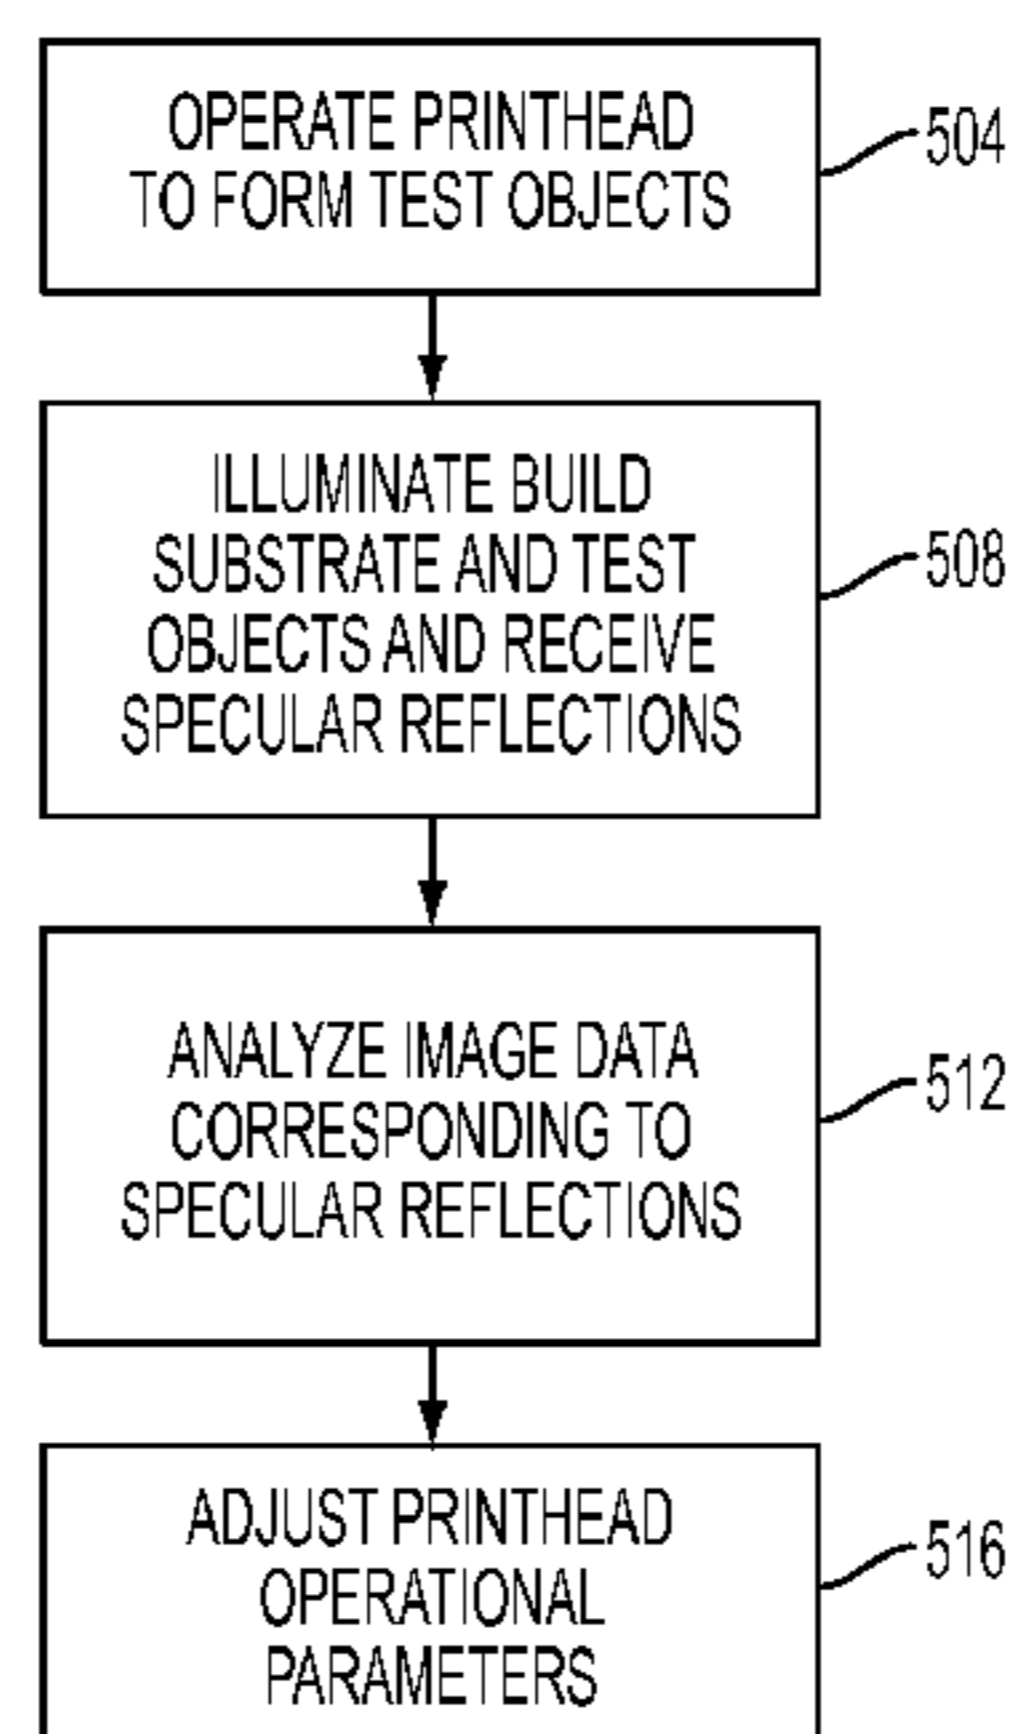 OPERATE PRINTHEAD
TO FORM TEST OBJECTS
504
ILLUMINATE BUILD
SUBSTRATE AND TEST
OBJECTS AND RECEIVE
SPECULAR REFLECTIONS
508
ANALYZE IMAGE DATA
CORRESPONDING TO
SPECULAR REFLECTIONS
512
ADJUST PRINTHEAD
OPERATIONAL
PARAMETERS
516